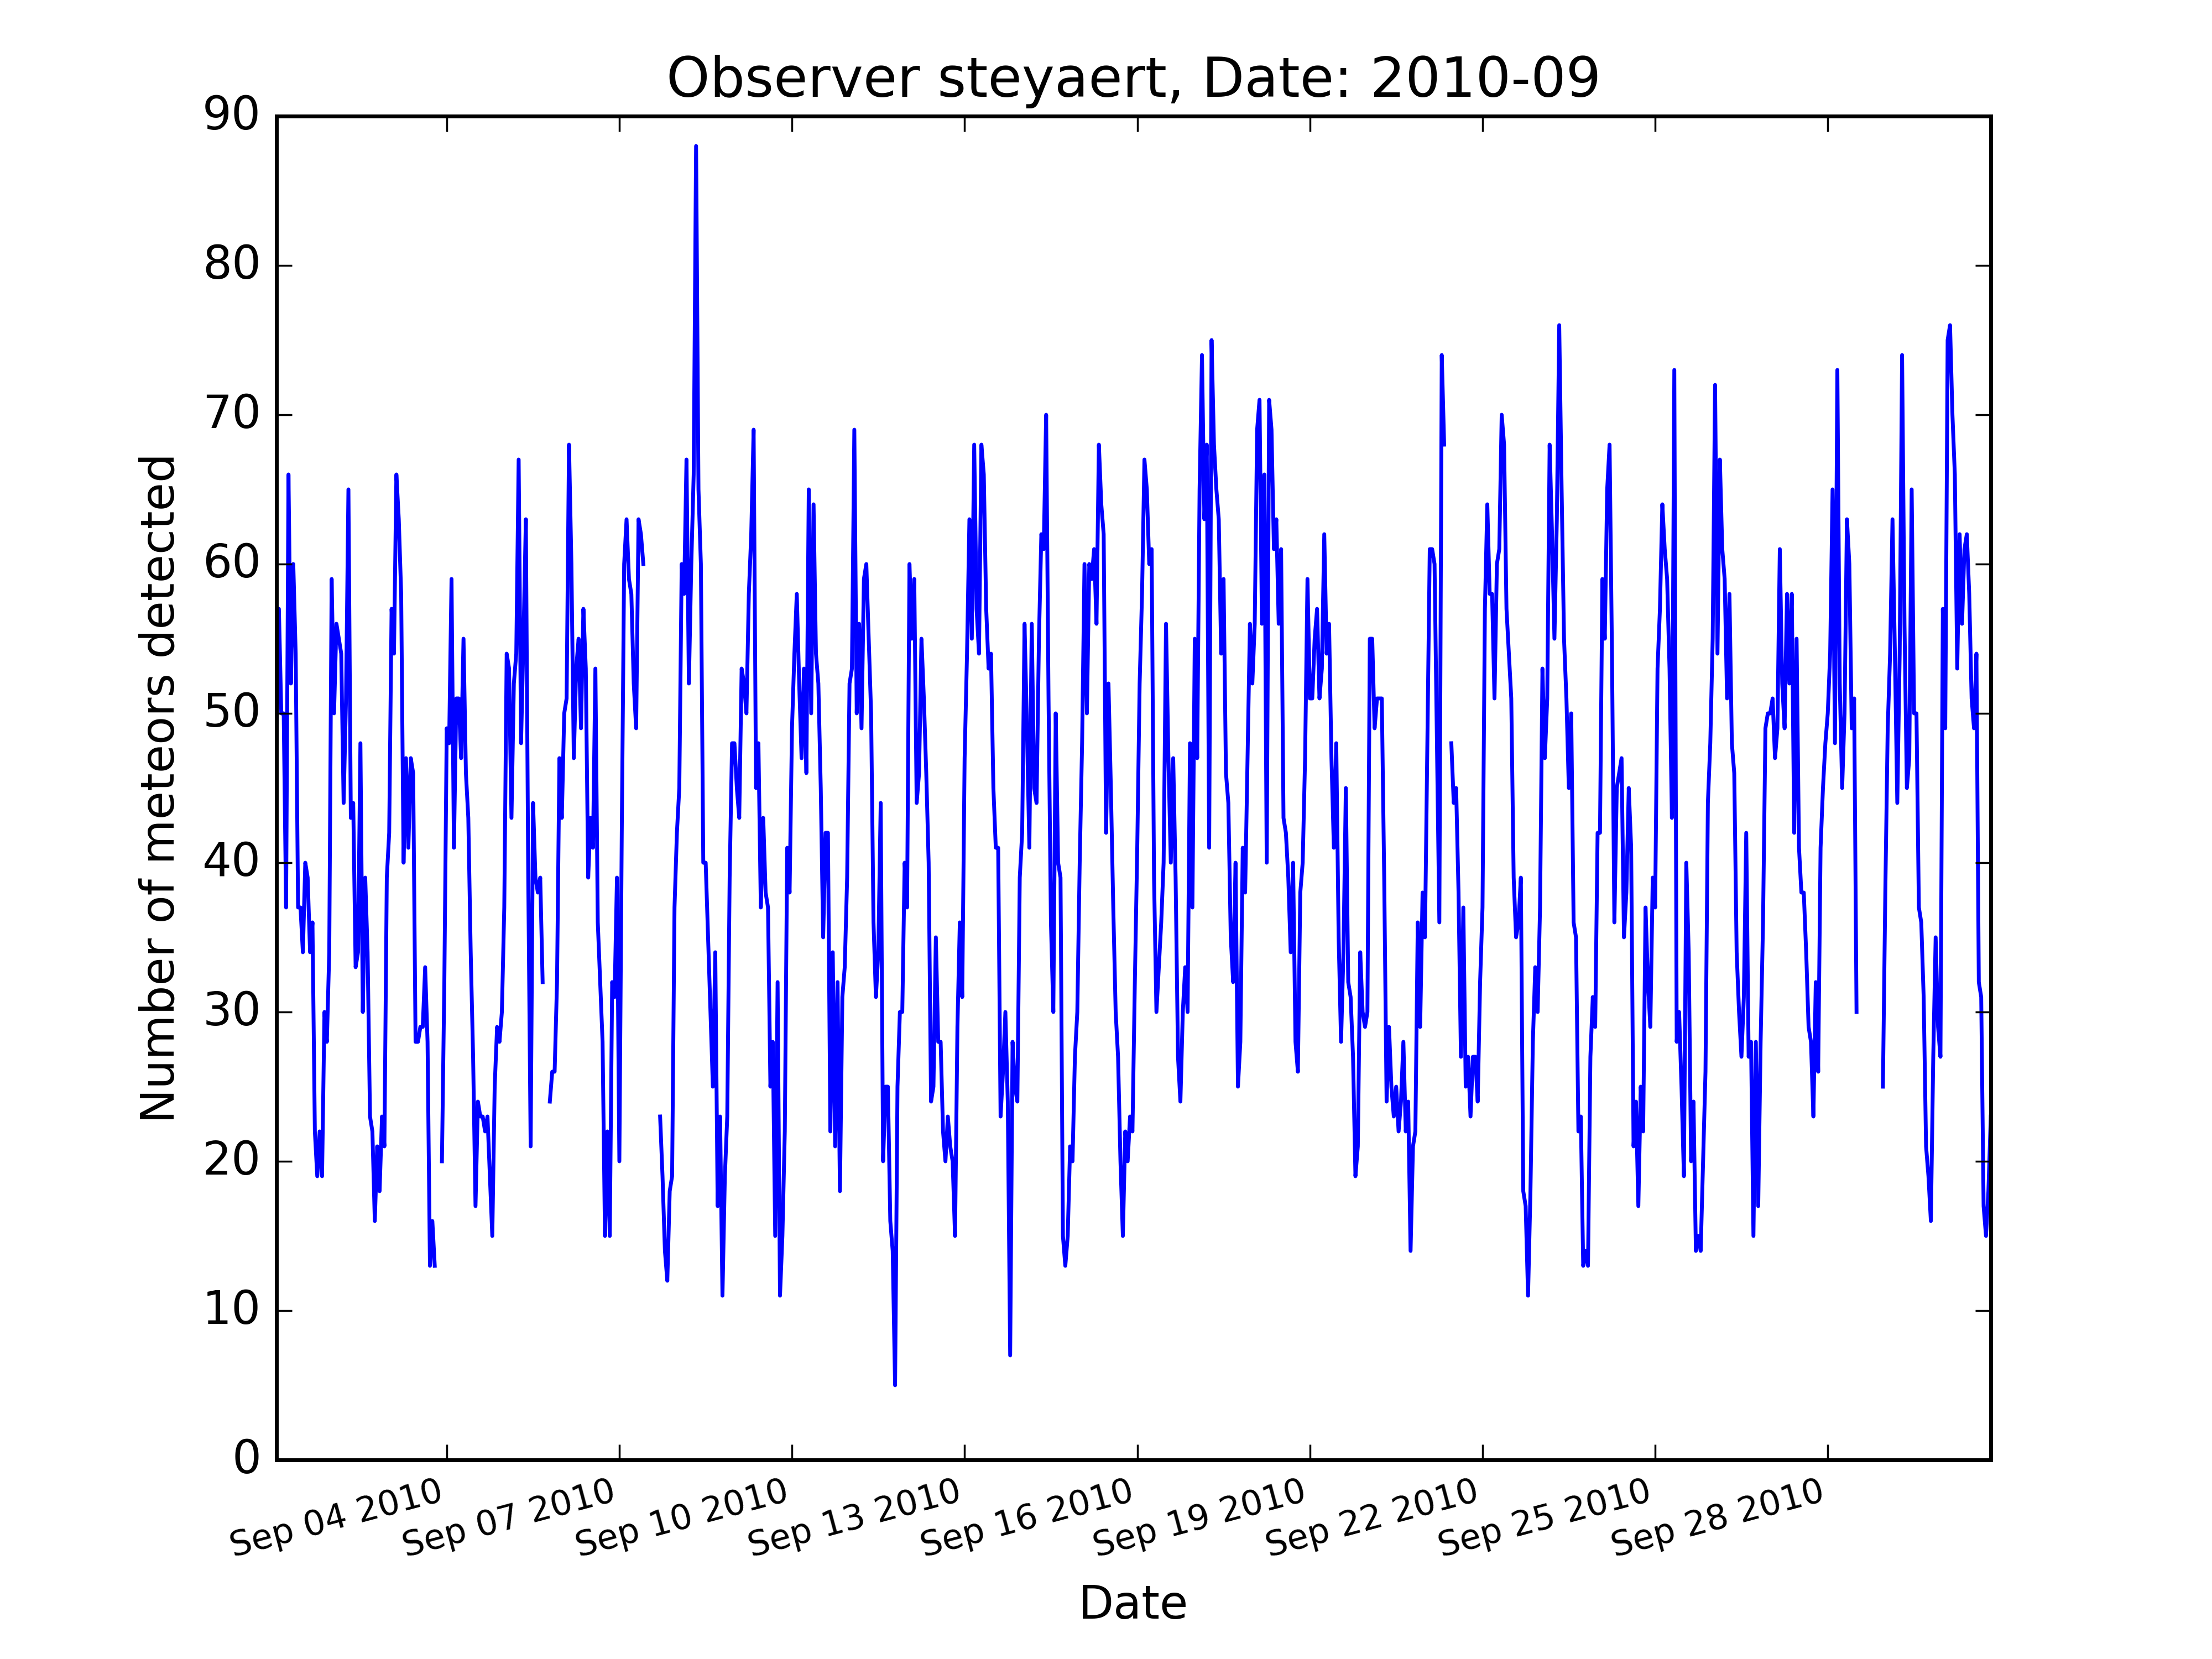 Observer steyaert, Date: 2010-09
90
80
70
60
50
40
30
20
10
0
Number of meteors detected
Sep 04 2010
Sep 07 2010
Sep 10 2010
Sep 13 2010
Sep 16 2010
Sep 19 2010
Sep 22 2010
Sep 25 2010
Sep 28 2010
Date